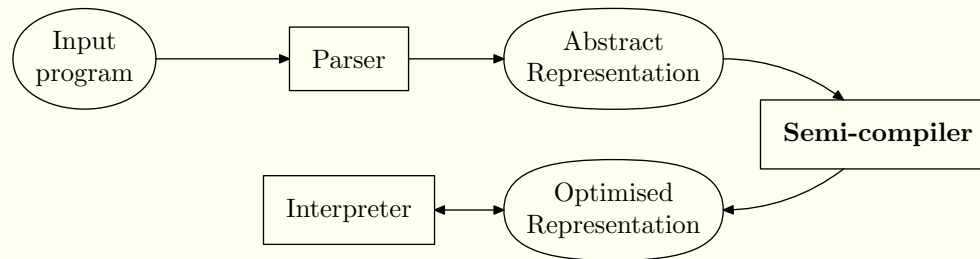 Input
program
Parser
Abstract
Representation
Semi-compiler
Interpreter
Optimised
Representation